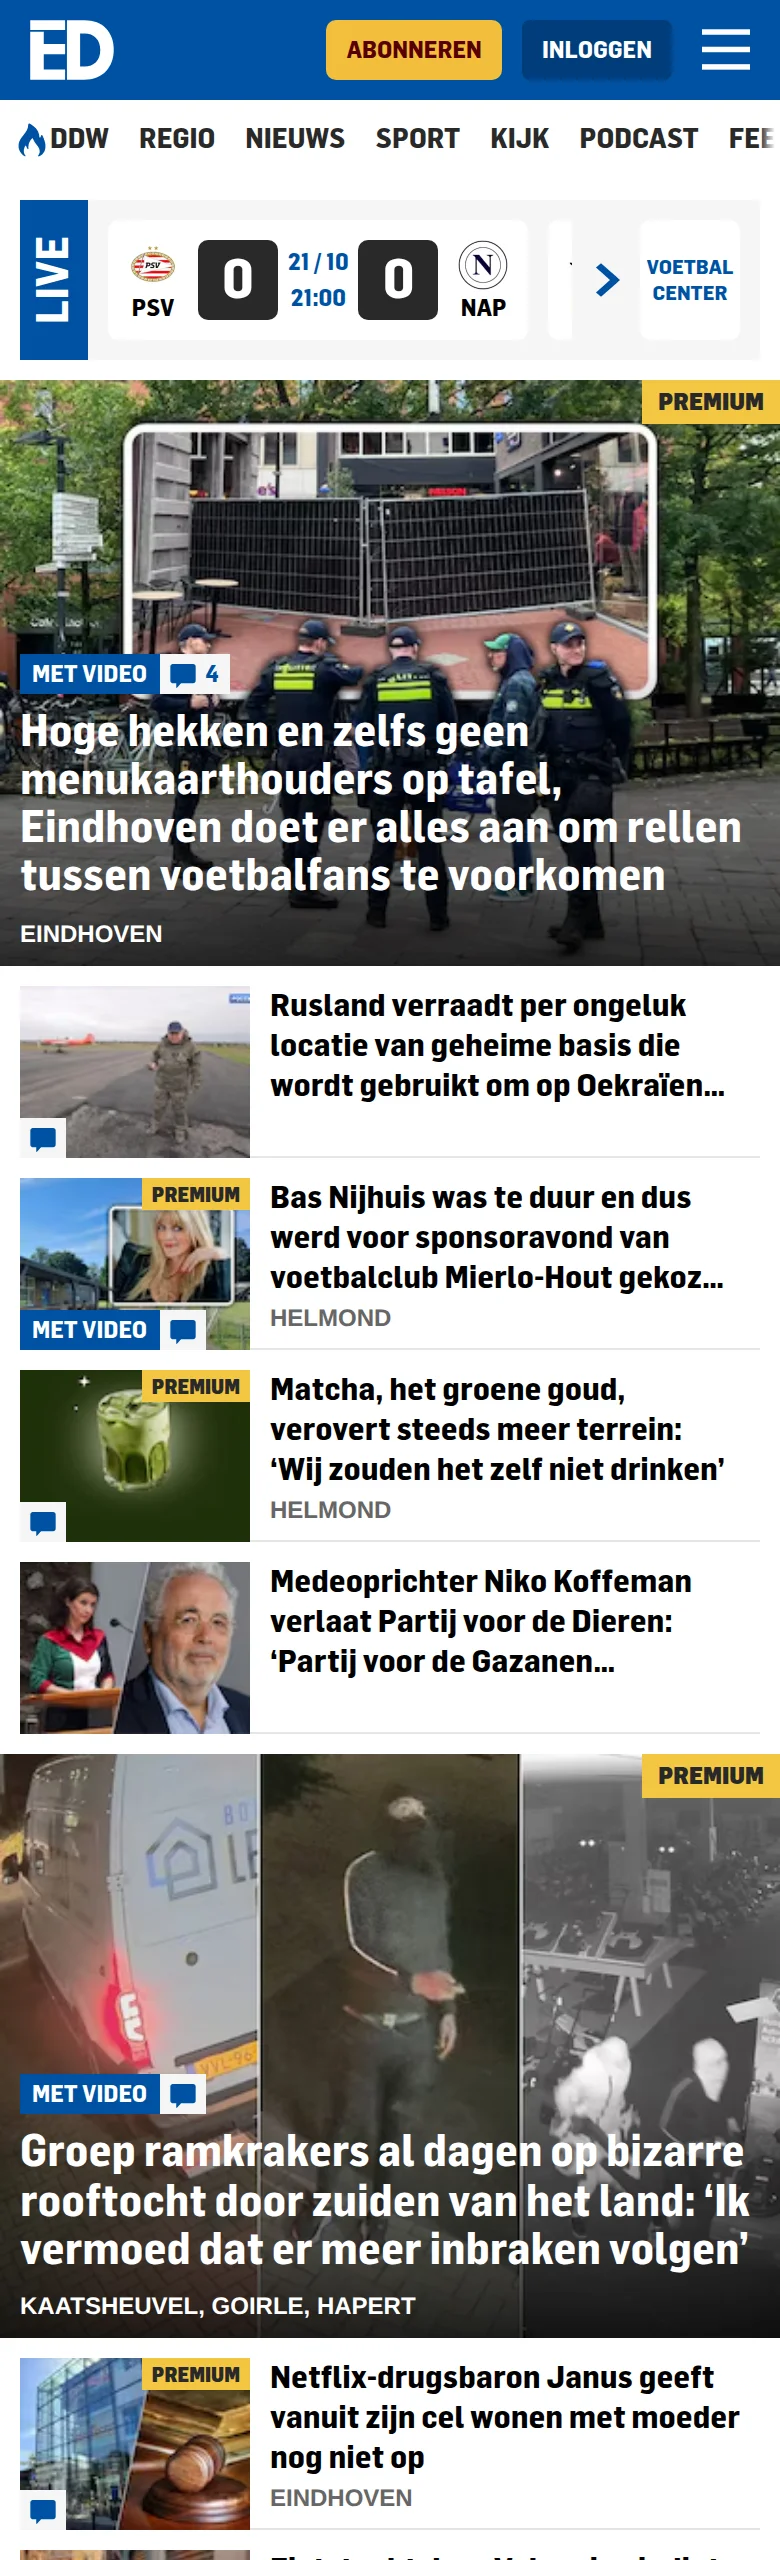 ED
ABONNEREN
INLOGGEN
DDW
REGIO
NIEUWS
SPORT
KIJK
PODCAST
LIVE
PSV
PSV
0
21 / 10
21:00
0
N
NAP
VOETBAL
CENTER
PREMIUM
MET VIDEO
4
Hoge hekken en zelfs geen
menukaarthouders op tafel,
Eindhoven doet er alles aan om rellen
tussen voetbalfans te voorkomen
EINDHOVEN
Rusland verraadt per ongeluk
locatie van geheime basis die
wordt gebruikt om op Oekraïen...
PREMIUM
MET VIDEO
Bas Nijhuis was te duur en dus
werd voor sponsoravond van
voetbalclub Mierlo-Hout gekoz...
HELMOND
PREMIUM
Matcha, het groene goud,
verovert steeds meer terrein:
‘Wij zouden het zelf niet drinken’
HELMOND
Medeoprichter Niko Koffeman
verlaat Partij voor de Dieren:
‘Partij voor de Gazanen...
PREMIUM
MET VIDEO
Groep ramkrakers al dagen op bizarre
rooftocht door zuiden van het land: ‘Ik
vermoed dat er meer inbraken volgen’
KAATSHEUVEL, GOIRLE, HAPERT
PREMIUM
Netflix-drugsbaron Janus geeft
vanuit zijn cel wonen met moeder
nog niet op
EINDHOVEN